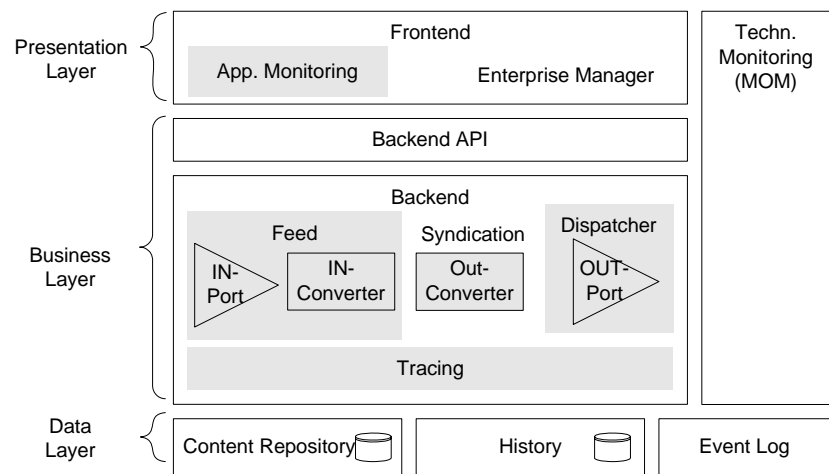 Presentation
Layer
Frontend
App. Monitoring
Enterprise Manager
Techn.
Monitoring
(MOM)
Business
Layer
Backend API
Backend
Feed
IN-
Port
IN-
Converter
Syndication
Out-
Converter
Dispatcher
OUT-
Port
Tracing
Data
Layer
Content Repository
History
Event Log